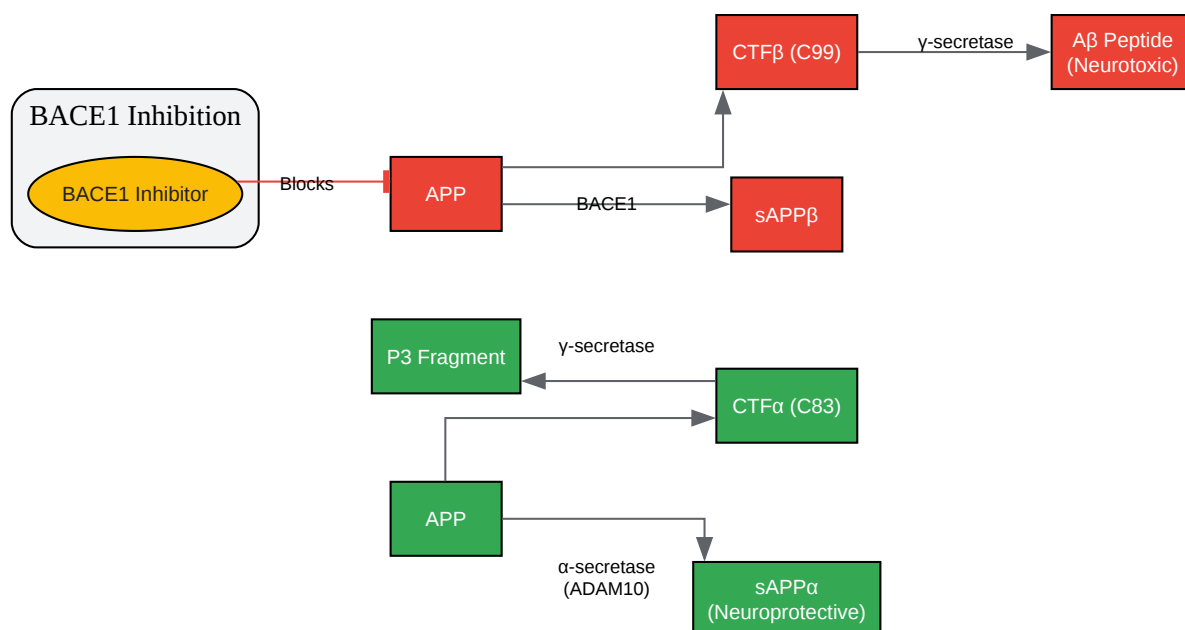 BACE1 Inhibition
BACE1 Inhibitor
Blocks
APP
CTFβ (C99)
γ-secretase
Aβ Peptide
(Neurotoxic)
BACE1
sAPPβ
P3 Fragment
γ-secretase
CTFα (C83)
APP
α-secretase
(ADAM10)
sAPPα
(Neuroprotective)